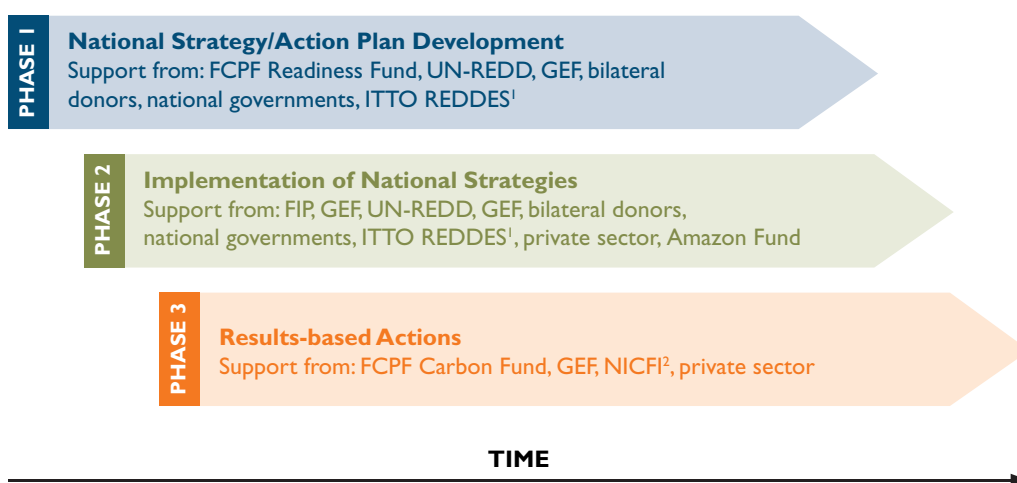 PHASE 1
National Strategy/Action Plan Development
Support from: FCPF Readiness Fund, UN-REDD, GEF, bilateral
donors, national governments, ITTO REDDES¹
PHASE 2
Implementation of National Strategies
Support from: FIP, GEF, UN-REDD, GEF, bilateral donors,
national governments, ITTO REDDES¹, private sector, Amazon Fund
PHASE 3
Results-based Actions
Support from: FCPF Carbon Fund, GEF, NICFI², private sector
TIME